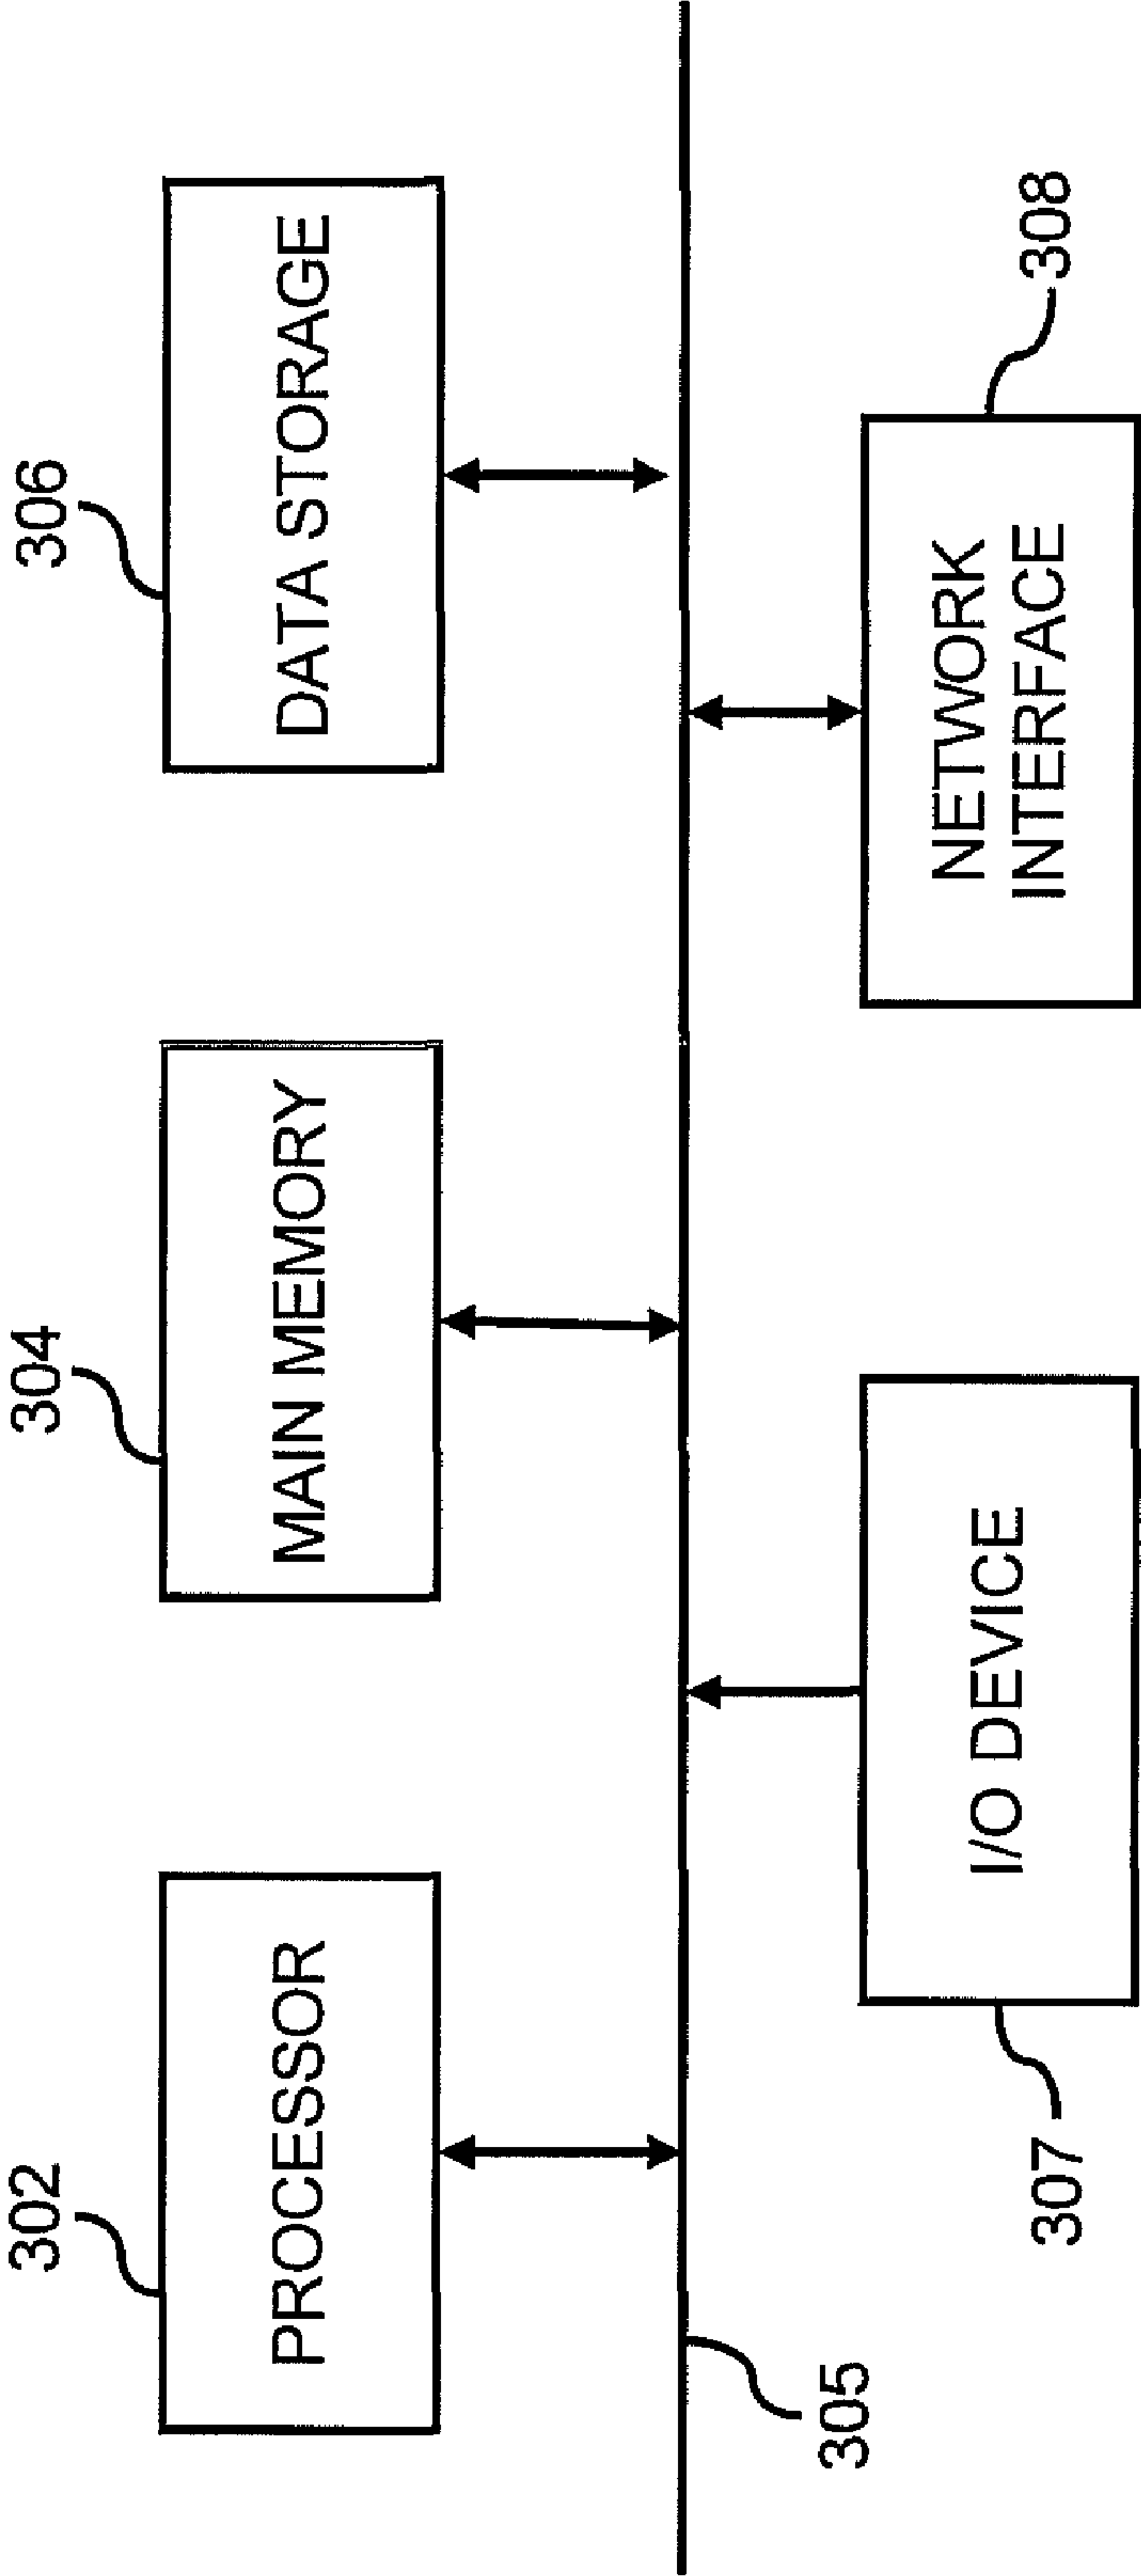 302
304
306
PROCESSOR
MAIN MEMORY
DATA STORAGE
305
307
I/O DEVICE
NETWORK
INTERFACE
308